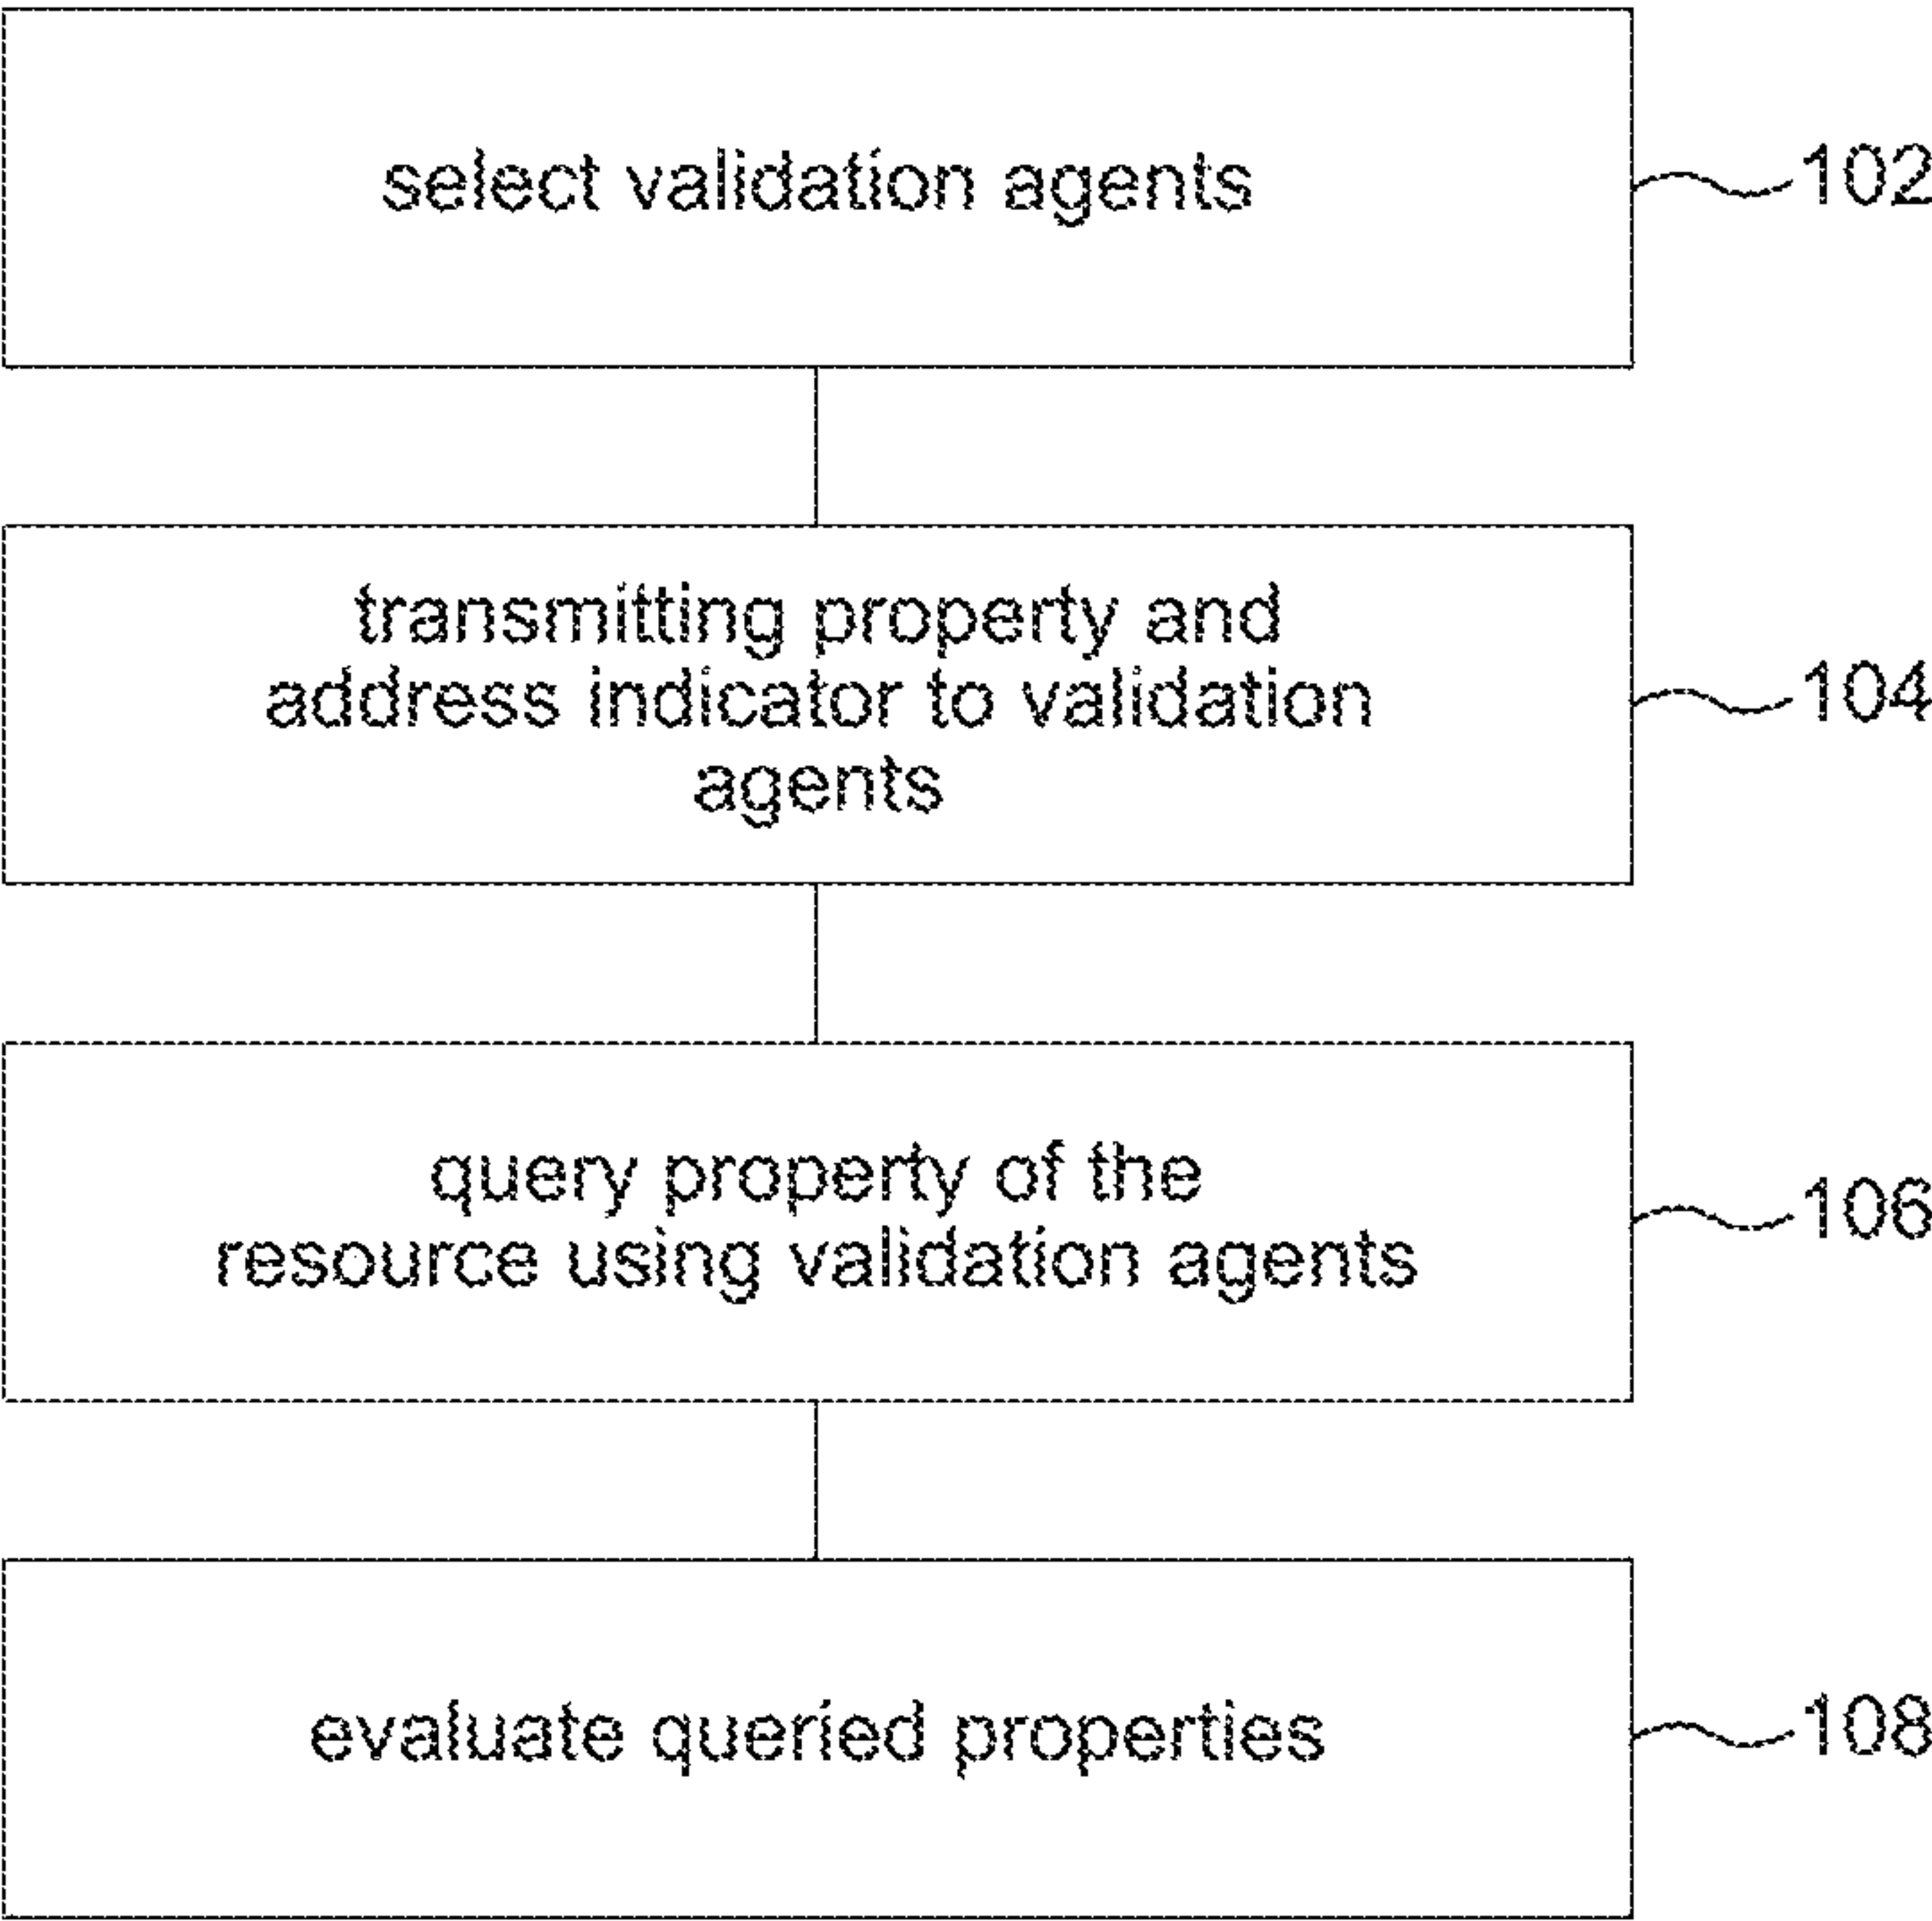 select validation agents
102
transmitting property and
address indicator to validation
agents
104
query property of the
resource using validation agents
106
evaluate queried properties
108